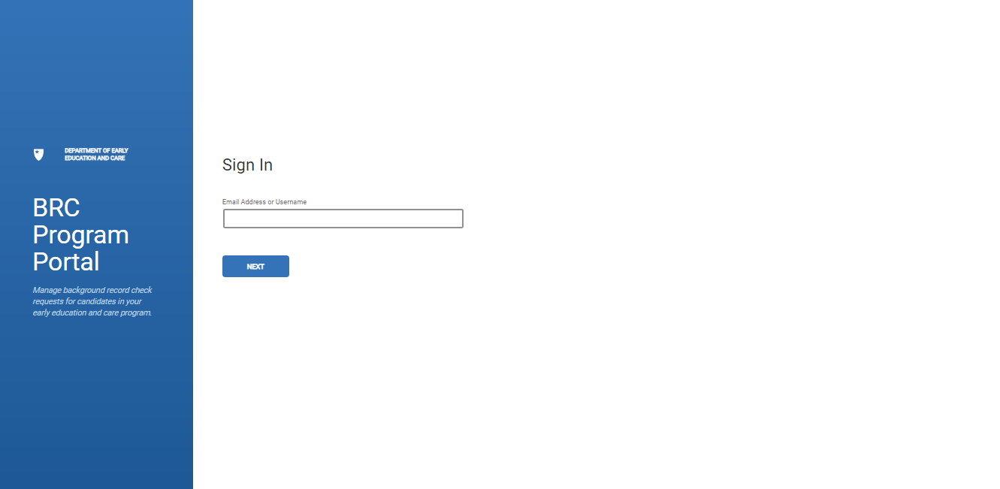 DEPARTMENT OF EARLY
EDUCATION AND CARE
BRC
Program
Portal
Manage background record check
requests for candidates in your
early education and care program.
Sign In
Email Address or Username
NEXT